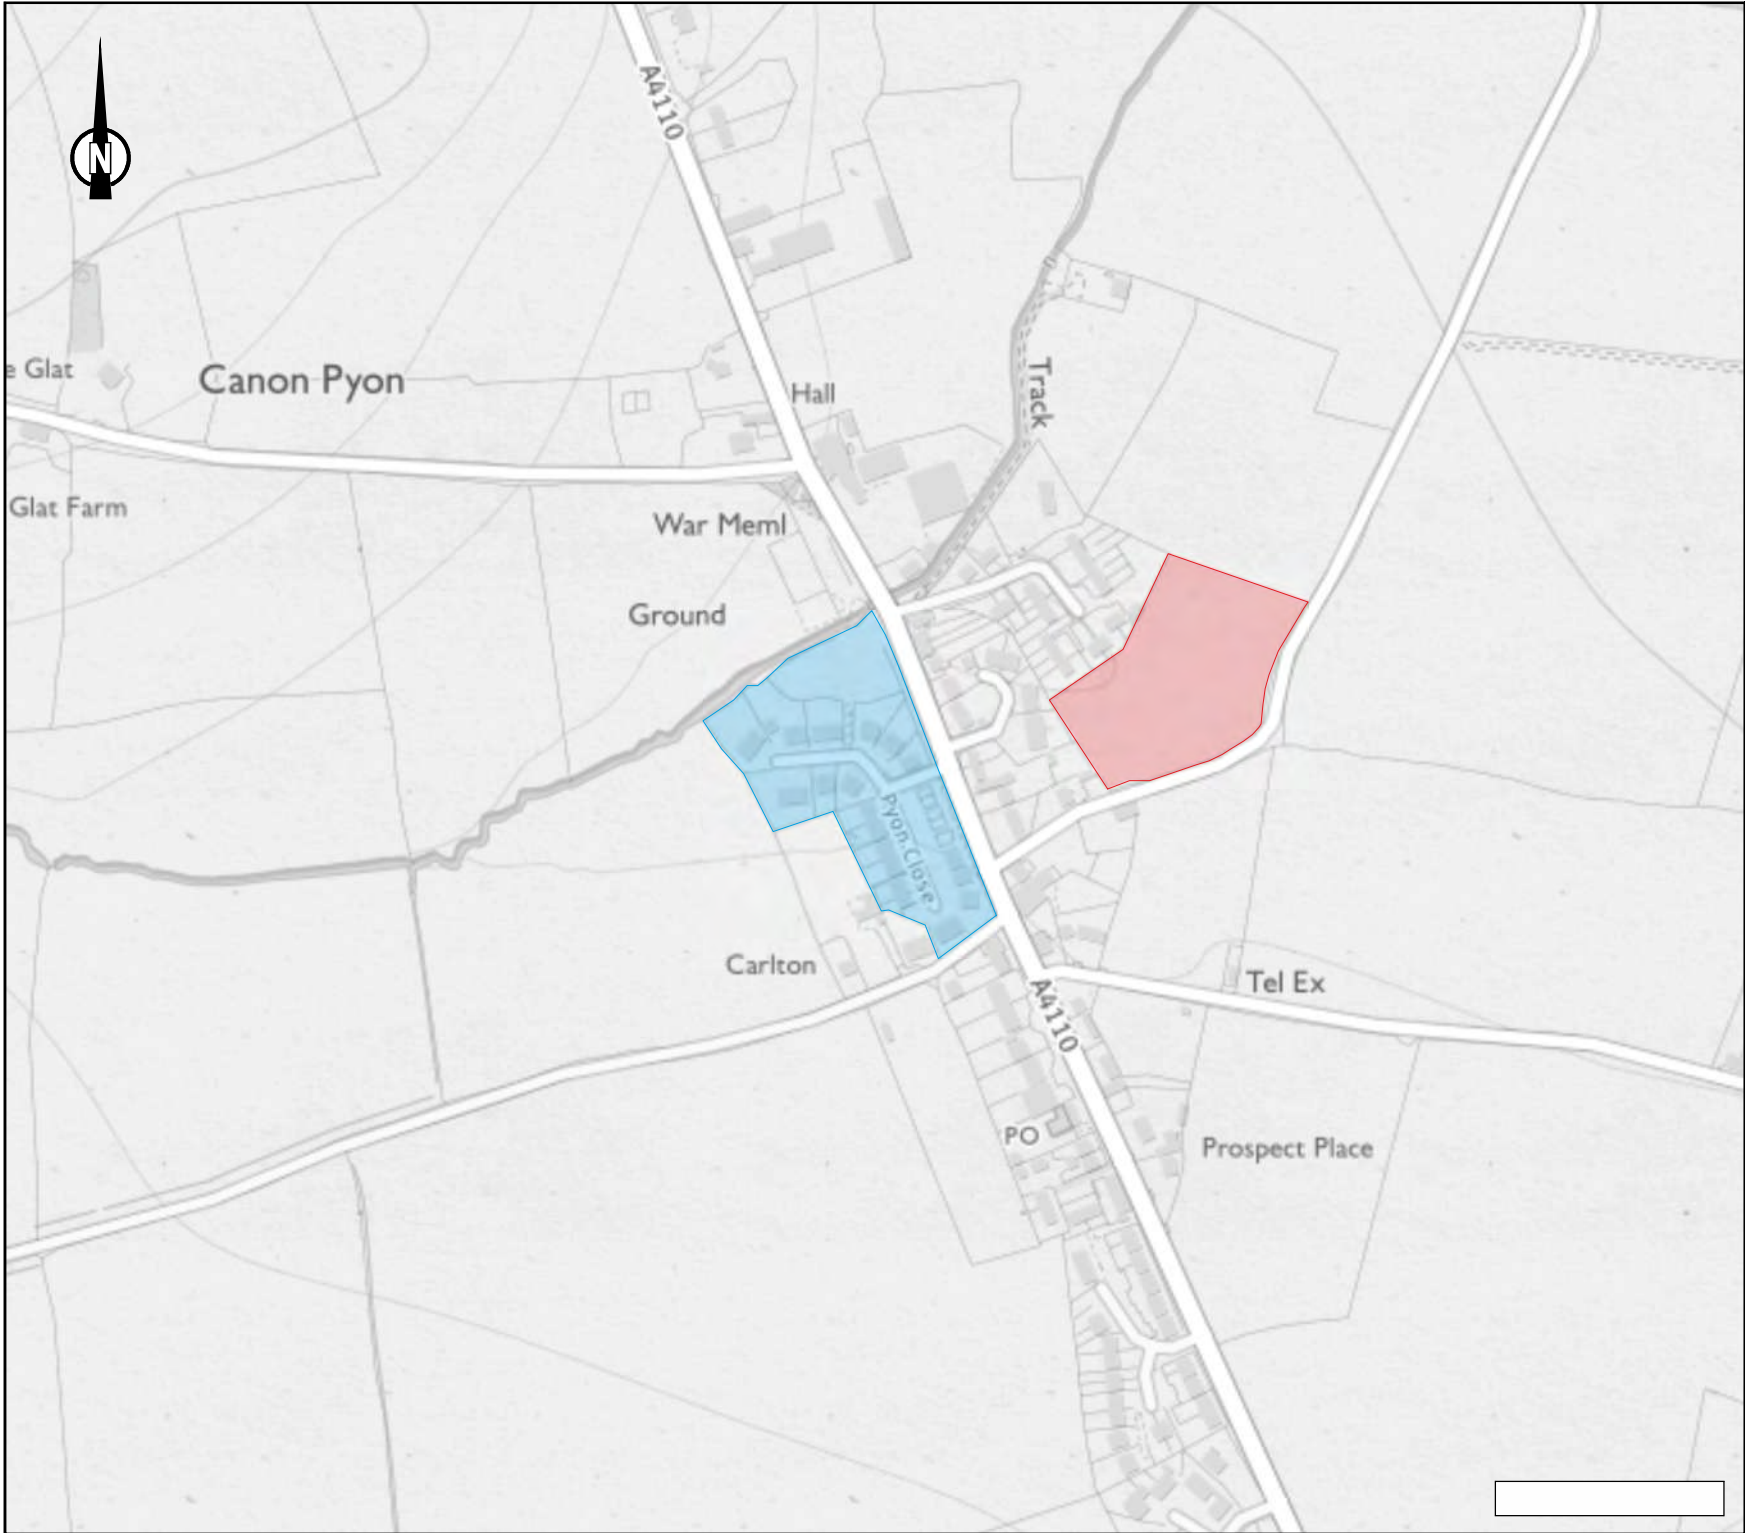 A4110
N
e Glat
Canon Pyon
Hall
Track
Glat Farm
War Meml
Ground
Pyon Close
Carlton
Tel Ex
A4110
PO
Prospect Place